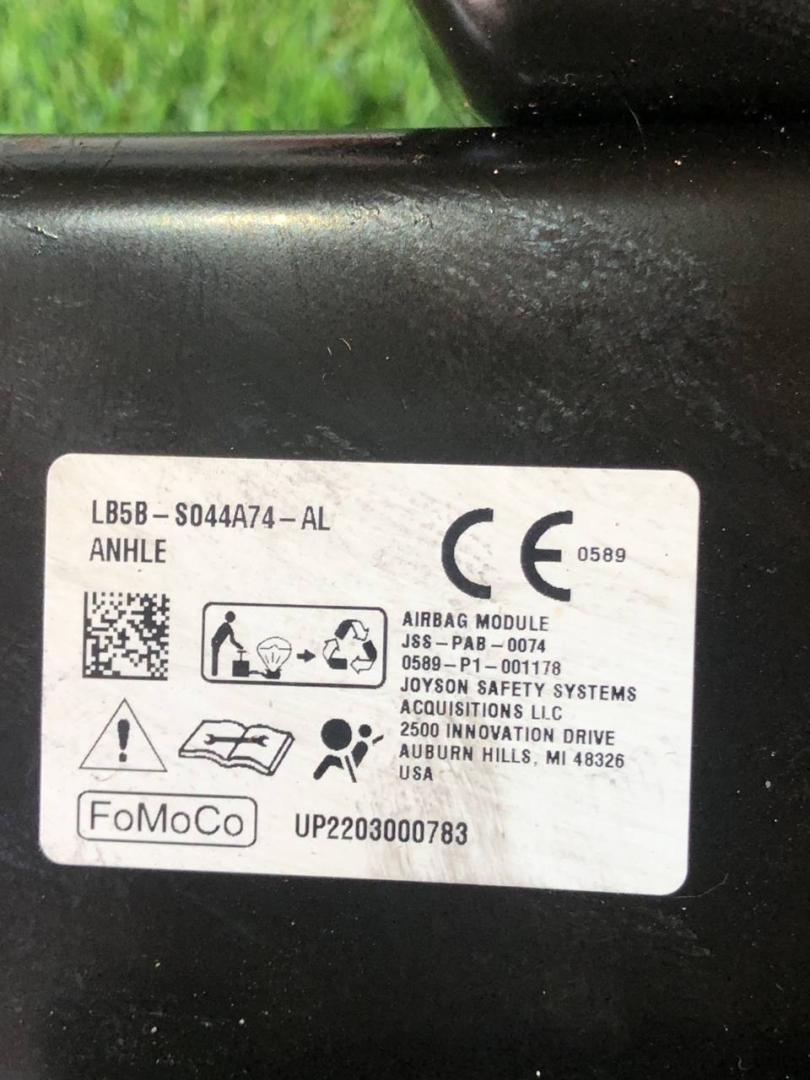 LB5B-S044A74-AL
ANHLE
CE 0589
AIRBAG MODULE
JSS-PAB-0074
0589-P1-001178
JOYSON SAFETY SYSTEMS
ACQUISITIONS LLC
2500 INNOVATION DRIVE
AUBURN HILLS, MI 48326
USA
FoMoCo
UP2203000783